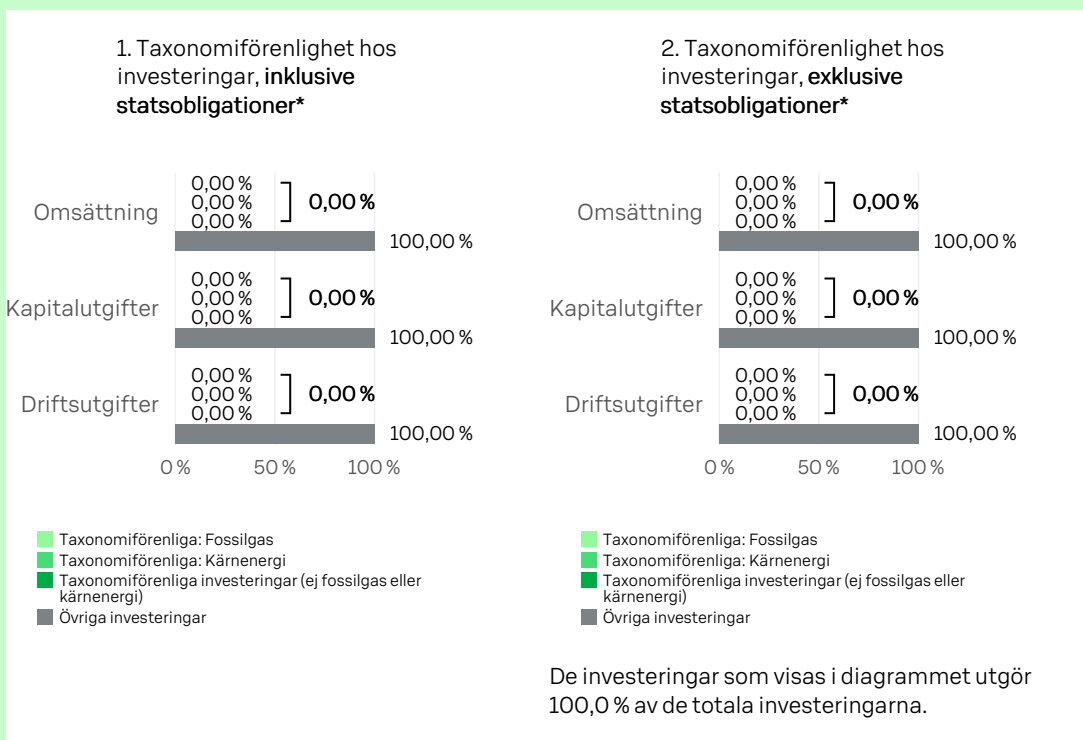 1. Taxonomiförenlighet hos
investeringar, inklusive
statsobligationer*
Omsättning
0,00 %
0,00 %
0,00 %
0,00 %
100,00 %
Kapitalutgifter
0,00 %
0,00 %
0,00 %
0,00 %
100,00 %
Driftsutgifter
0,00 %
0,00 %
0,00 %
0,00 %
100,00 %
0 % 50 % 100 %
Taxonomiförenliga: Fossilgas
Taxonomiförenliga: Kärnenergi
Taxonomiförenliga investeringar (ej fossilgas eller
kärnenergi)
Övriga investeringar
2. Taxonomiförenlighet hos
investeringar, exklusive
statsobligationer*
Omsättning
0,00 %
0,00 %
0,00 %
0,00 %
100,00 %
Kapitalutgifter
0,00 %
0,00 %
0,00 %
0,00 %
100,00 %
Driftsutgifter
0,00 %
0,00 %
0,00 %
0,00 %
100,00 %
0 % 50 % 100 %
Taxonomiförenliga: Fossilgas
Taxonomiförenliga: Kärnenergi
Taxonomiförenliga investeringar (ej fossilgas eller
kärnenergi)
Övriga investeringar
De investeringar som visas i diagrammet utgör
100,0 % av de totala investeringarna.